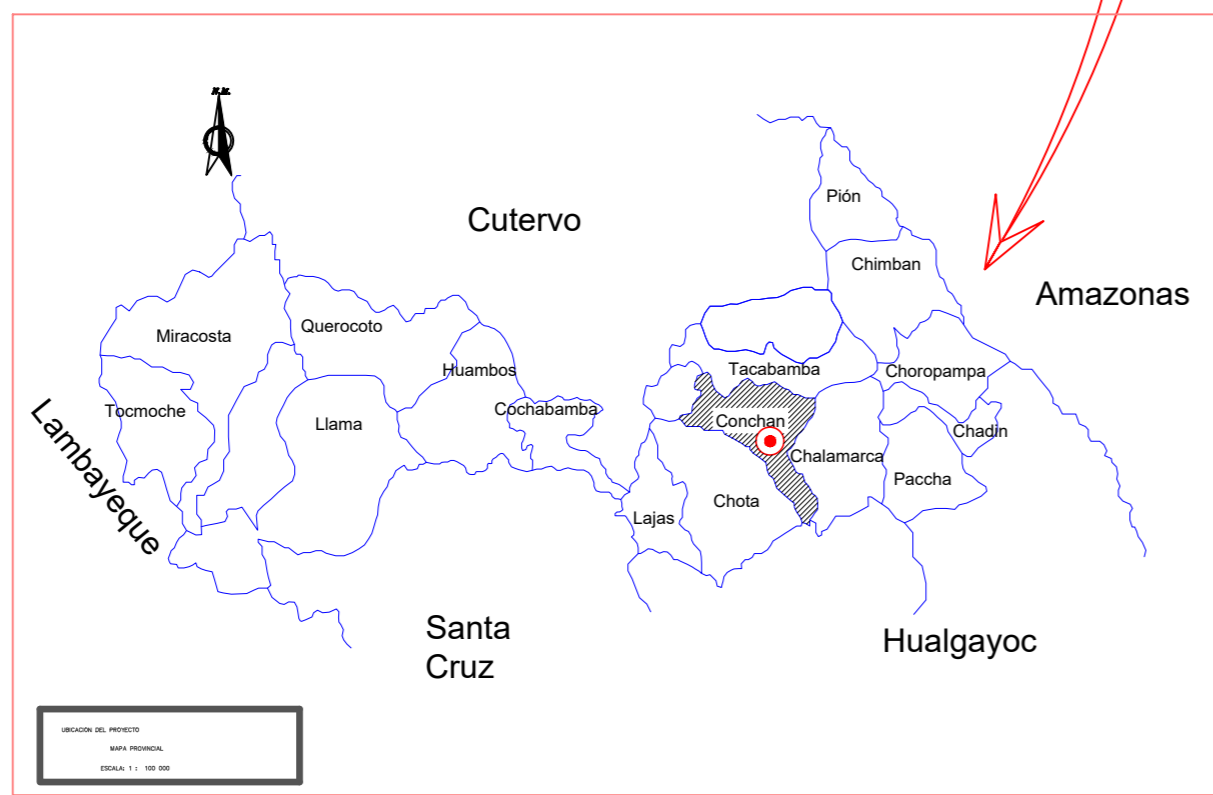 N.M.
Cutervo
Pión
Chimban
Amazonas
Miracosta
Querocoto
Huambos
Tacabamba
Choropampa
Tocmoche
Llama
Cochabamba
Conchan
Chadin
Lambayeque
Chalamarca
Paccha
Lajas
Chota
Santa
Cruz
Hualgayoc
UBICACION DEL PROYECTO
MAPA PROVINCIAL
ESCALA: 1 : 100 000